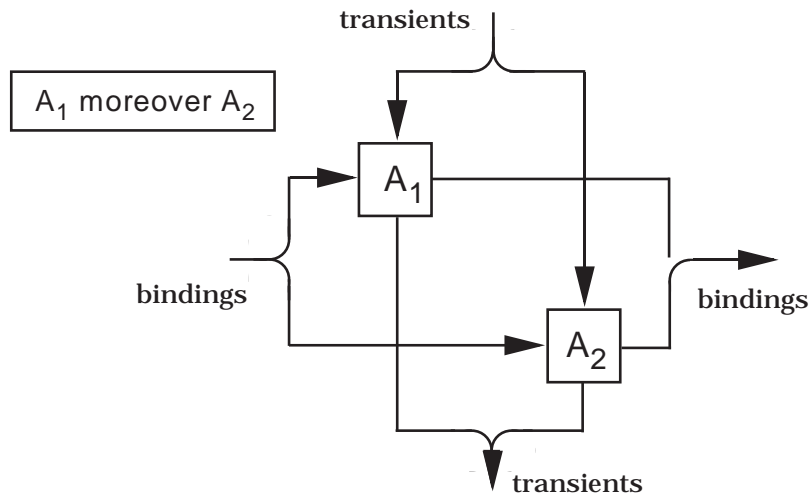 transients
A₁ moreover A₂
A₁
bindings
bindings
A₂
transients